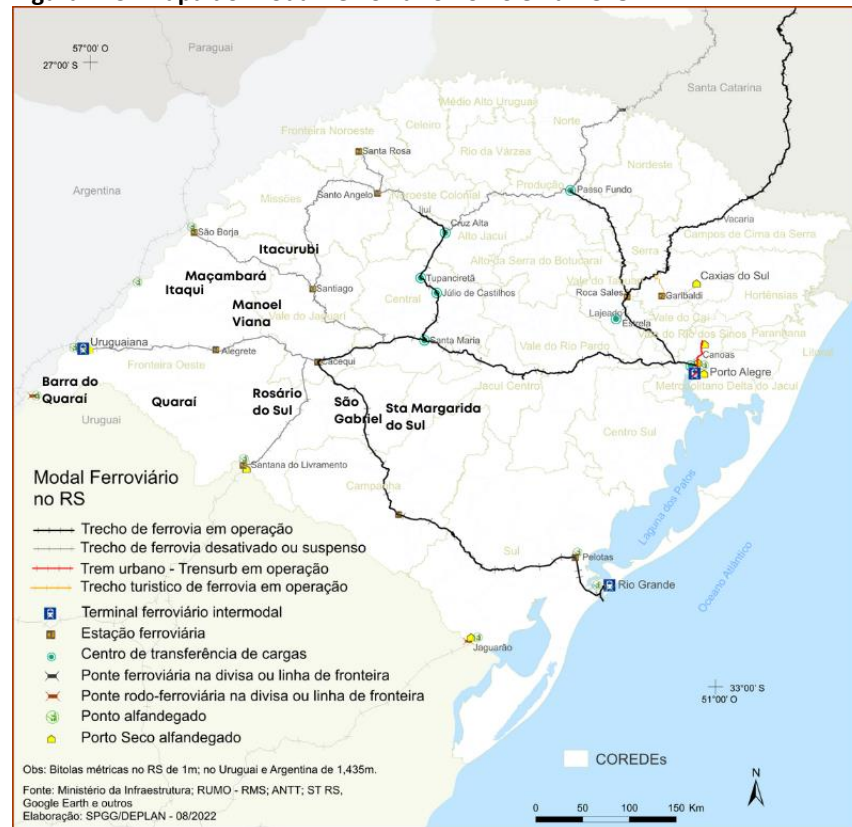 57°00' O
27°00' S
Paraguai
Santa Catarina
Argentina
Médio Alto Uruguai
Norte
Fronteira Noroeste
Celeiro
Rio da Várzea
Nordeste
Santa Rosa
Missões
Santo Angelo
Noroeste Colonial
Produção
Passo Fundo
Ijuí
Cruz Alta
Alto Jacuí
Vacaria
Campos de Cima da Serra
São Borja
Itacurubi
Alto da Serra do Botucaraí
Serra
Maçambará
Itaqui
Tupanciretã
Vale do Taquari
Caxias do Sul
Santiago
Central
Júlio de Castilhos
Roca Sales
Garibaldi
Hortênsias
Manoel
Viana
Vale do Jaguari
Lajeado
Estrela
Vale do Caí
Vale do Rio dos Sinos
Paranhana
Litoral
Uruguaiana
Alegrete
Santa Maria
Vale do Rio Pardo
Canoas
Fronteira Oeste
Cacequi
Porto Alegre
Barra do
Quaraí
Quaraí
Rosário
do Sul
São
Gabriel
Sta Margarida
do Sul
Jacuí Centro
Metropolitano Delta do Jacuí
Uruguai
Centro Sul
Santana do Livramento
Campanha
Laguna dos Patos
Sul
Pelotas
Oceano Atlântico
Rio Grande
Jaguarão
Modal Ferroviário
no RS
Trecho de ferrovia em operação
Trecho de ferrovia desativado ou suspenso
Trem urbano - Trensurb em operação
Trecho turistico de ferrovia em operação
Terminal ferroviário intermodal
Estação ferroviária
Centro de transferência de cargas
Ponte ferroviária na divisa ou linha de fronteira
Ponte rodo-ferroviária na divisa ou linha de fronteira
Ponto alfandegado
Porto Seco alfandegado
33°00' S
51°00' O
COREDEs
N
Obs: Bitolas métricas no RS de 1m; no Uruguai e Argentina de 1,435m.
Fonte: Ministério da Infraestrutura; RUMO - RMS; ANTT; ST RS,
Google Earth e outros
Elaboração: SPGG/DEPLAN - 08/2022
0 50 100 150 Km